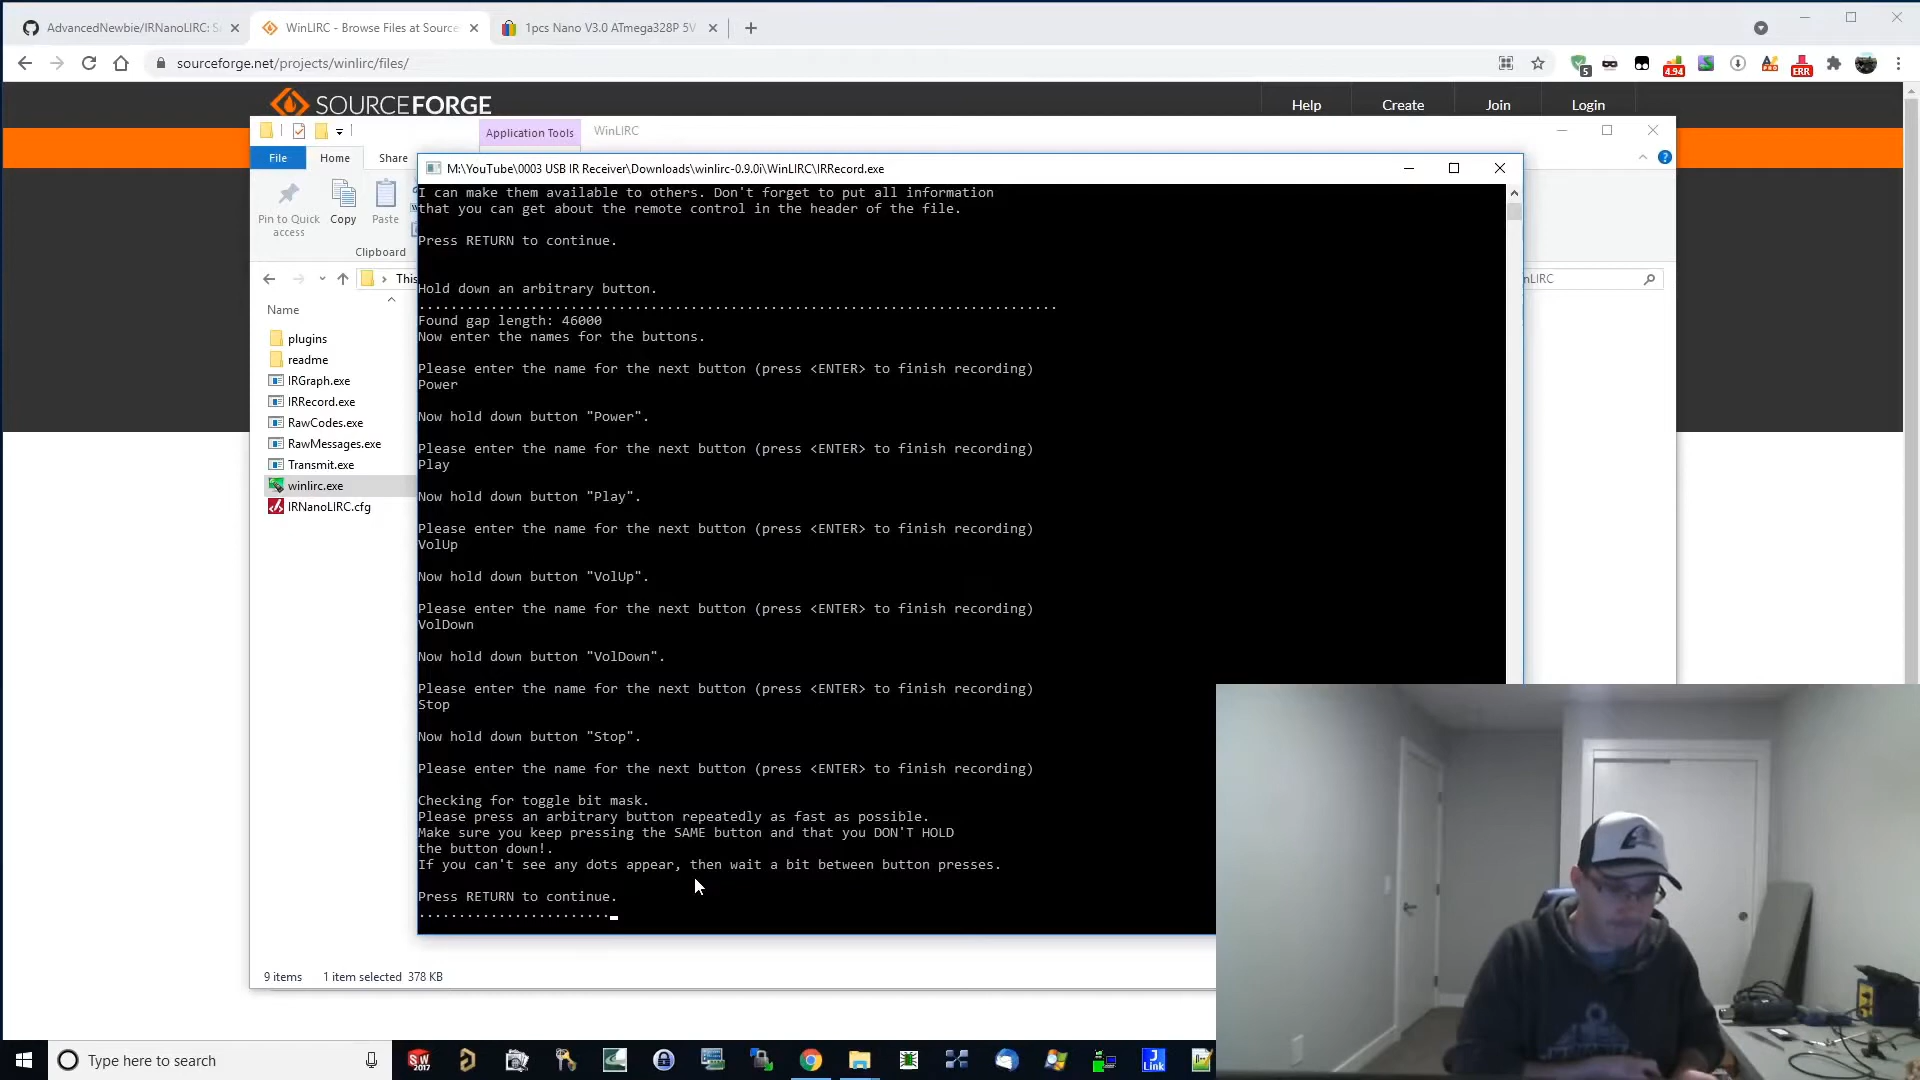 AdvancedNewbie/IRNanoLIRC: S
WinLIRC - Browse Files at Source
1pcs Nano V3.0 ATmega328P 5V
sourceforge.net/projects/winlirc/files/
5
4.94
ERR
SOURCEFORGE
Help
Create
Join
Login
Application Tools
WinLIRC
File
Home
Share
M:\YouTube\0003 USB IR Receiver\Downloads\winlirc-0.9.0i\WinLIRC\IRRecord.exe
Pin to Quick
access
Copy
Paste
Clipboard
This
nLIRC
Name
plugins
readme
IRGraph.exe
IRRecord.exe
RawCodes.exe
RawMessages.exe
Transmit.exe
winlirc.exe
IRNanoLIRC.cfg
I can make them available to others. Don't forget to put all information
that you can get about the remote control in the header of the file.
Press RETURN to continue.
Hold down an arbitrary button.
................................................................................
Found gap length: 46000
Now enter the names for the buttons.
Please enter the name for the next button (press <ENTER> to finish recording)
Power
Now hold down button "Power".
Please enter the name for the next button (press <ENTER> to finish recording)
Play
Now hold down button "Play".
Please enter the name for the next button (press <ENTER> to finish recording)
VolUp
Now hold down button "VolUp".
Please enter the name for the next button (press <ENTER> to finish recording)
VolDown
Now hold down button "VolDown".
Please enter the name for the next button (press <ENTER> to finish recording)
Stop
Now hold down button "Stop".
Please enter the name for the next button (press <ENTER> to finish recording)
Checking for toggle bit mask.
Please press an arbitrary button repeatedly as fast as possible.
Make sure you keep pressing the SAME button and that you DON'T HOLD
the button down!.
If you can't see any dots appear, then wait a bit between button presses.
Press RETURN to continue.
........................
9 items
1 item selected 378 KB
Type here to search
SW
2017
J
Link